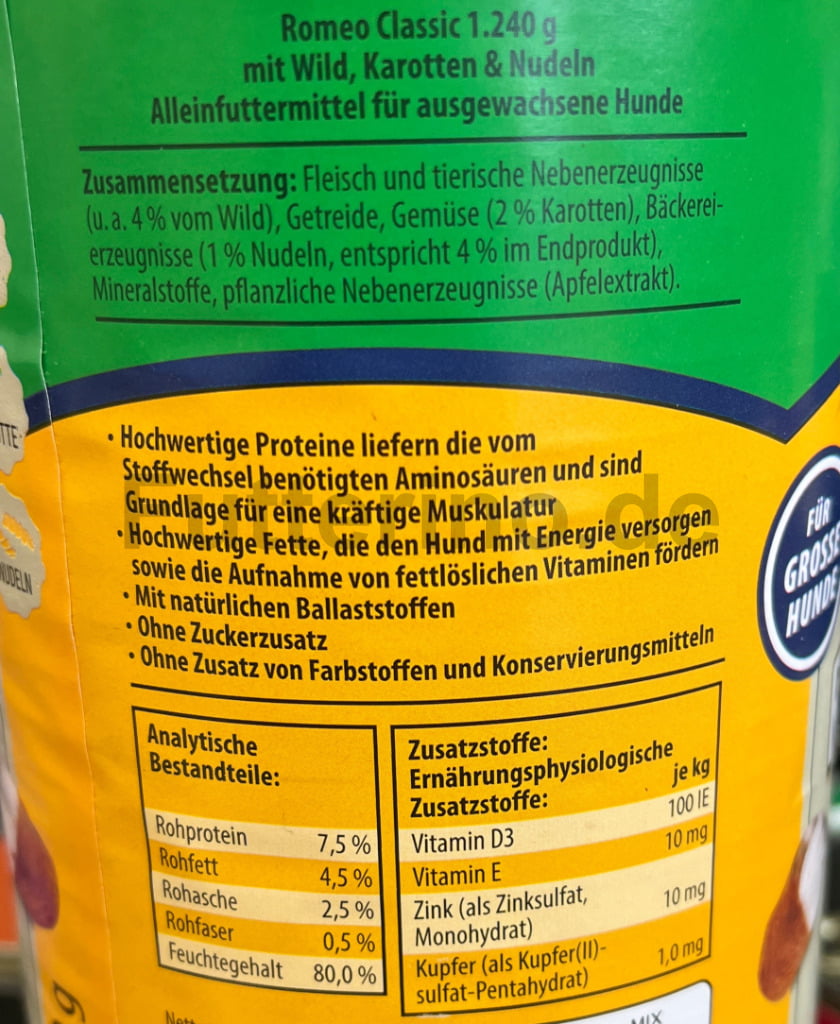 Romeo Classic 1.240 g
mit Wild, Karotten & Nudeln
Alleinfuttermittel für ausgewachsene Hunde
Zusammensetzung: Fleisch und tierische Nebenerzeugnisse
(u. a. 4 % vom Wild), Getreide, Gemüse (2 % Karotten), Bäckerei-
erzeugnisse (1 % Nudeln, entspricht 4 % im Endprodukt),
Mineralstoffe, pflanzliche Nebenerzeugnisse (Apfelextrakt).
• Hochwertige Proteine liefern die vom
Stoffwechsel benötigten Aminosäuren und sind
Grundlage für eine kräftige Muskulatur
• Hochwertige Fette, die den Hund mit Energie versorgen
sowie die Aufnahme von fettlöslichen Vitaminen fördern
• Mit natürlichen Ballaststoffen
• Ohne Zuckerzusatz
• Ohne Zusatz von Farbstoffen und Konservierungsmitteln
Futterino.de
FÜR
GROSSE
HUNDE
NUDELN
Analytische
Bestandteile:
Rohprotein 7,5 %
Rohfett 4,5 %
Rohasche 2,5 %
Rohfaser 0,5 %
Feuchtegehalt 80,0 %
Zusatzstoffe:
Ernährungsphysiologische
Zusatzstoffe: je kg
Vitamin D3 100 IE
Vitamin E 10 mg
Zink (als Zinksulfat,
Monohydrat) 10 mg
Kupfer (als Kupfer(II)-
sulfat-Pentahydrat) 1,0 mg
MIX